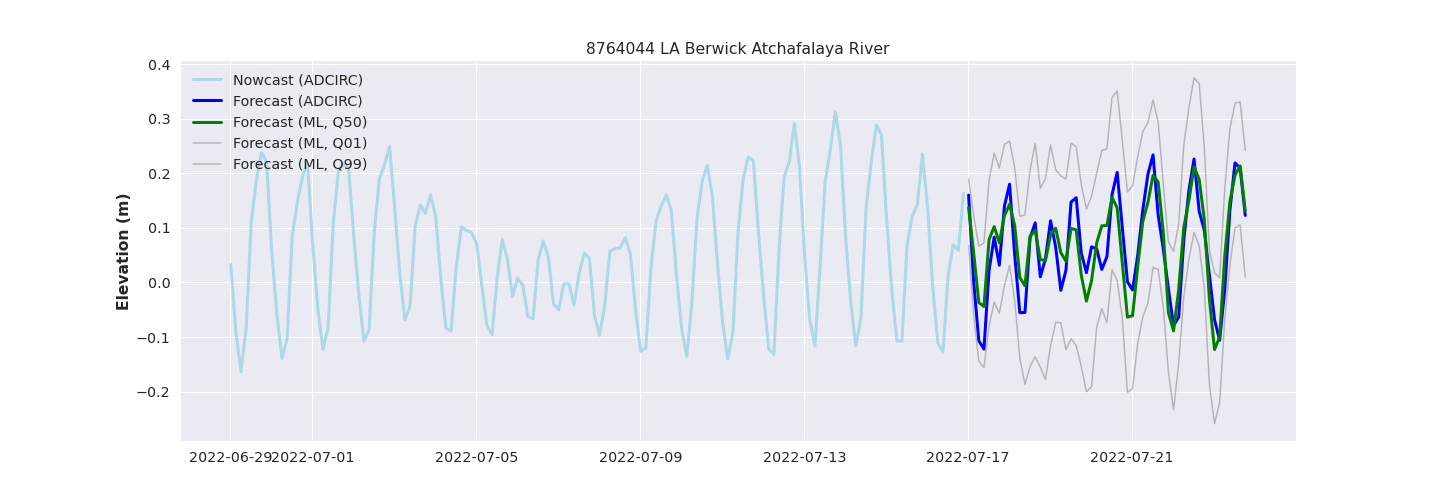 8764044 LA Berwick Atchafalaya River
0.4
0.3
0.2
0.1
0.0
−0.1
−0.2
Elevation (m)
Nowcast (ADCIRC)
Forecast (ADCIRC)
Forecast (ML, Q50)
Forecast (ML, Q01)
Forecast (ML, Q99)
2022-06-29 2022-07-01 2022-07-05 2022-07-09 2022-07-13 2022-07-17 2022-07-21